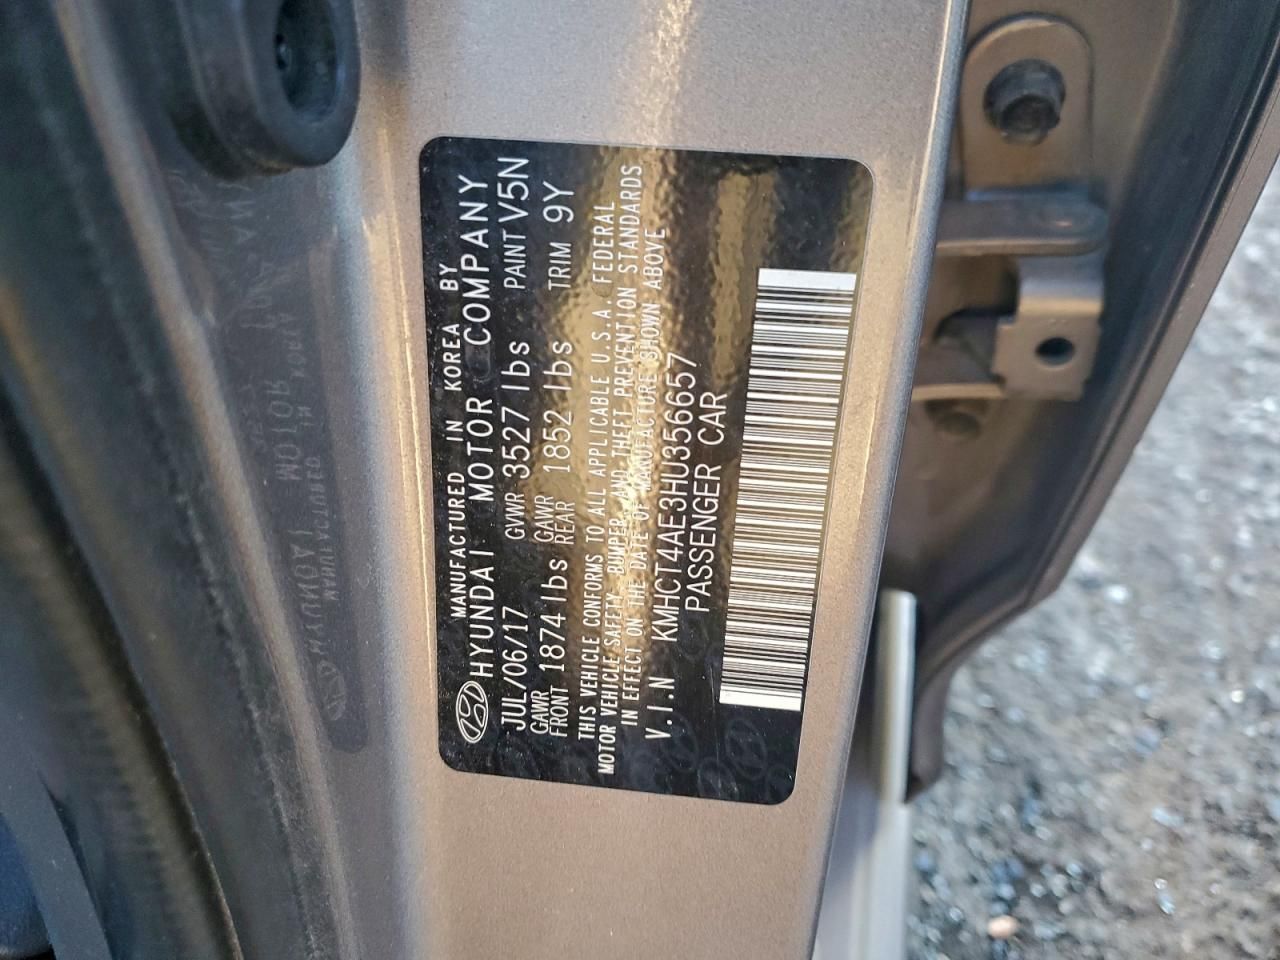 MANUFACTURED IN KOREA BY
HYUNDAI MOTOR COMPANY
JUL/06/17 GVWR 3527 lbs PAINT V5N
GAWR FRONT 1874 lbs GAWR REAR 1852 lbs TRIM 9Y
THIS VEHICLE CONFORMS TO ALL APPLICABLE U.S.A. FEDERAL
MOTOR VEHICLE SAFETY, BUMPER, AND THEFT PREVENTION STANDARDS
IN EFFECT ON THE DATE OF MANUFACTURE SHOWN ABOVE
V.I.N KMHCT4AE3HU356657
PASSENGER CAR